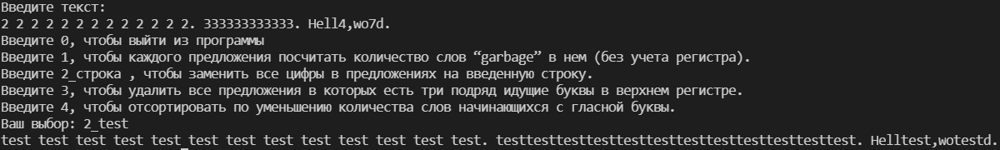 Введите текст:
2 2 2 2 2 2 2 2 2 2 2 2 2. 333333333333. Hell4,wo7d.
Введите 0, чтобы выйти из программы
Введите 1, чтобы каждого предложения посчитать количество слов “garbage” в нем (без учета регистра).
Введите 2_строка , чтобы заменить все цифры в предложениях на введенную строку.
Введите 3, чтобы удалить все предложения в которых есть три подряд идущие буквы в верхнем регистре.
Введите 4, чтобы отсортировать по уменьшению количества слов начинающихся с гласной буквы.
Ваш выбор: 2_test
test test test test test test test test test test test test test. testtesttesttesttesttesttesttesttesttesttesttest. Helltest,wotestd.